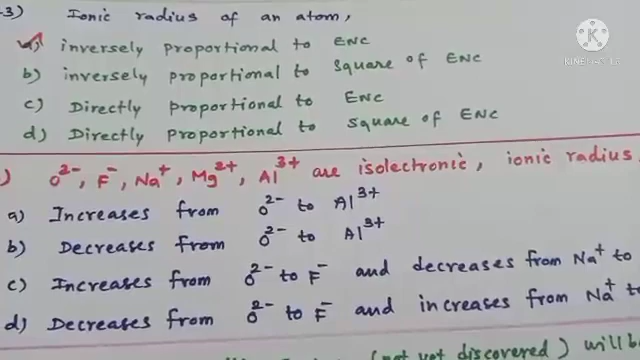 -3) Ionic radius of an atom,
a) inversely proportional to ENC
b) inversely proportional to square of ENC
c) Directly proportional to ENC
d) Directly proportional to square of ENC
) O²⁻, F⁻, Na⁺, Mg²⁺, Al³⁺ are isolectronic, ionic radius,
a) Increases from O²⁻ to Al³⁺
b) Decreases from O²⁻ to Al³⁺
c) Increases from O²⁻ to F⁻ and decreases from Na⁺ to
d) Decreases from O²⁻ to F⁻ and increases from Na⁺ to
(not yet discovered) will b